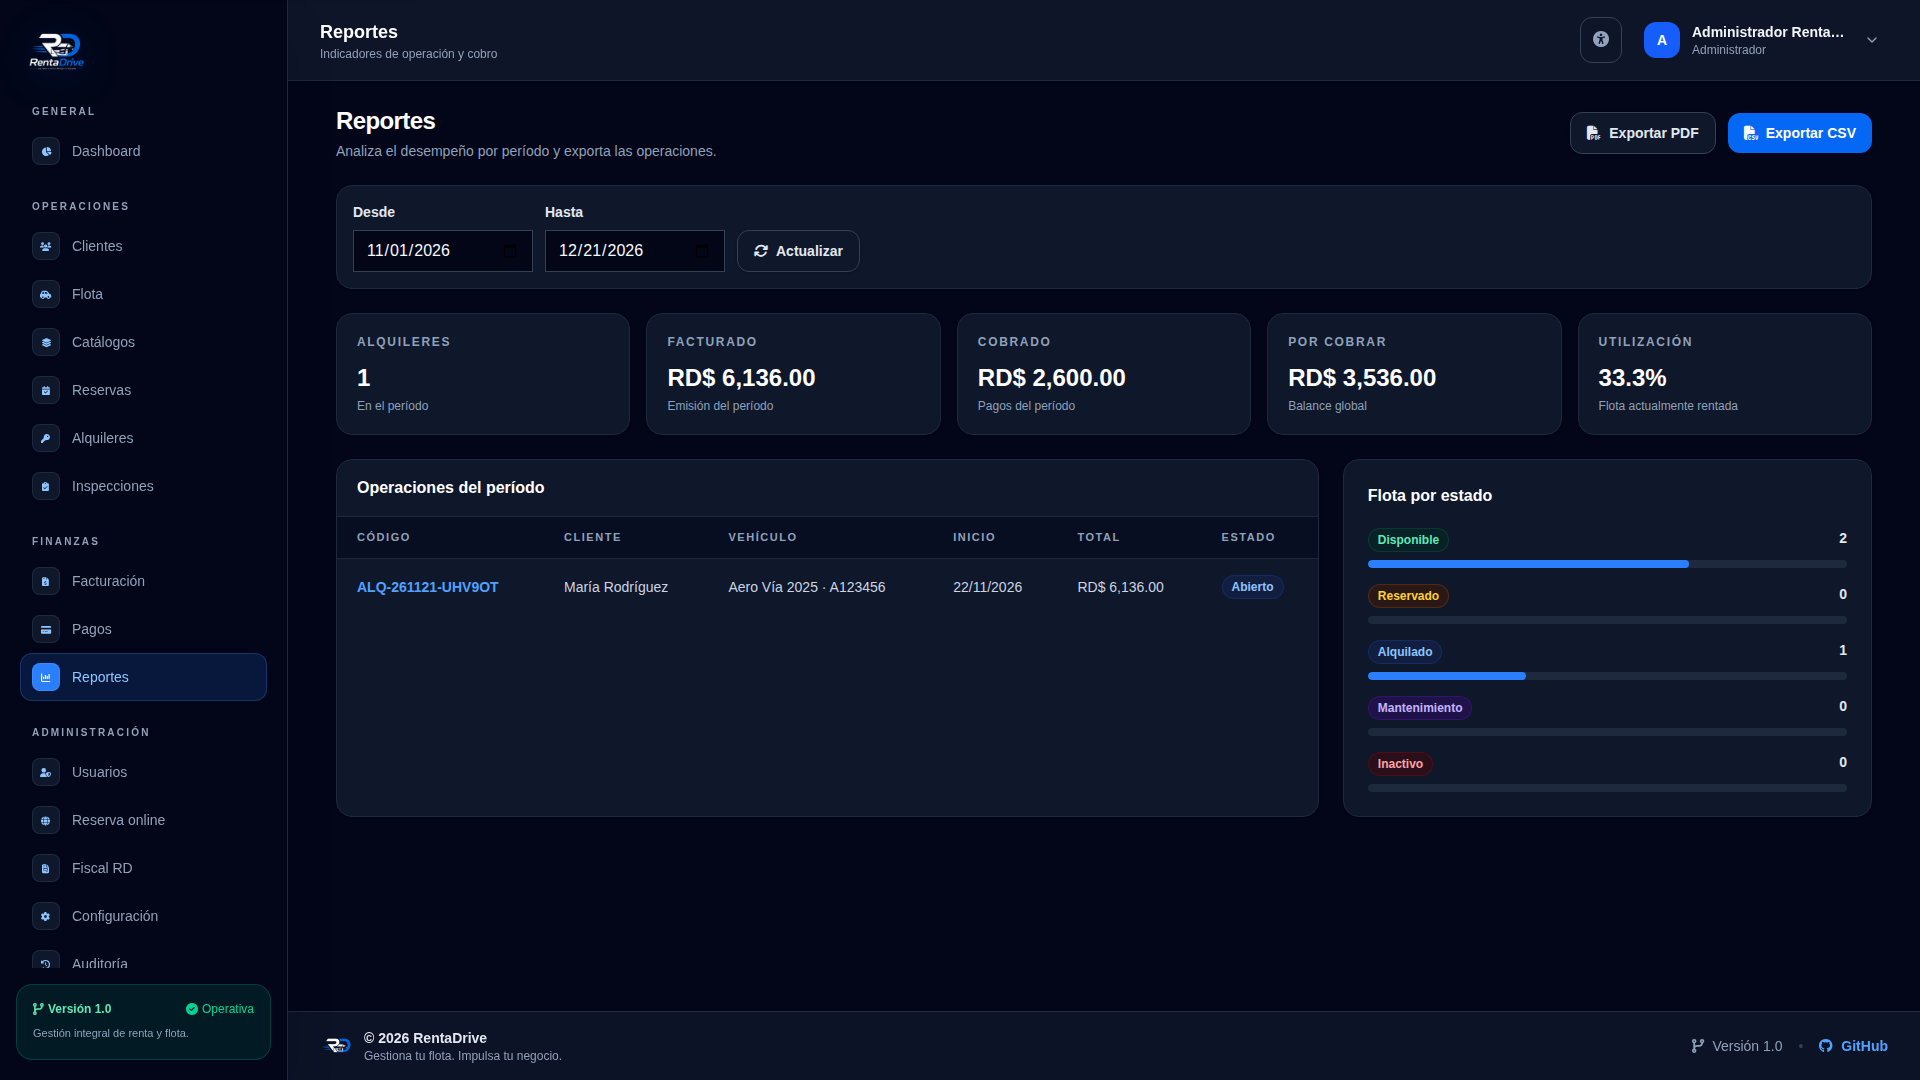 RentaDrive
GENERAL
Dashboard
OPERACIONES
Clientes
Flota
Catálogos
Reservas
Alquileres
Inspecciones
FINANZAS
Facturación
Pagos
Reportes
ADMINISTRACIÓN
Usuarios
Reserva online
Fiscal RD
Configuración
Auditoría
Versión 1.0 Operativa
Gestión integral de renta y flota.
Reportes
Indicadores de operación y cobro
A
Administrador Renta...
Administrador
Reportes
Analiza el desempeño por período y exporta las operaciones.
Exportar PDF
Exportar CSV
Desde
11/01/2026
Hasta
12/21/2026
Actualizar
ALQUILERES
1
En el período
FACTURADO
RD$ 6,136.00
Emisión del período
COBRADO
RD$ 2,600.00
Pagos del período
POR COBRAR
RD$ 3,536.00
Balance global
UTILIZACIÓN
33.3%
Flota actualmente rentada
Operaciones del período
CÓDIGO CLIENTE VEHÍCULO INICIO TOTAL ESTADO
ALQ-261121-UHV9OT María Rodríguez Aero Vía 2025 · A123456 22/11/2026 RD$ 6,136.00 Abierto
Flota por estado
Disponible 2
Reservado 0
Alquilado 1
Mantenimiento 0
Inactivo 0
© 2026 RentaDrive
Gestiona tu flota. Impulsa tu negocio.
Versión 1.0 • GitHub